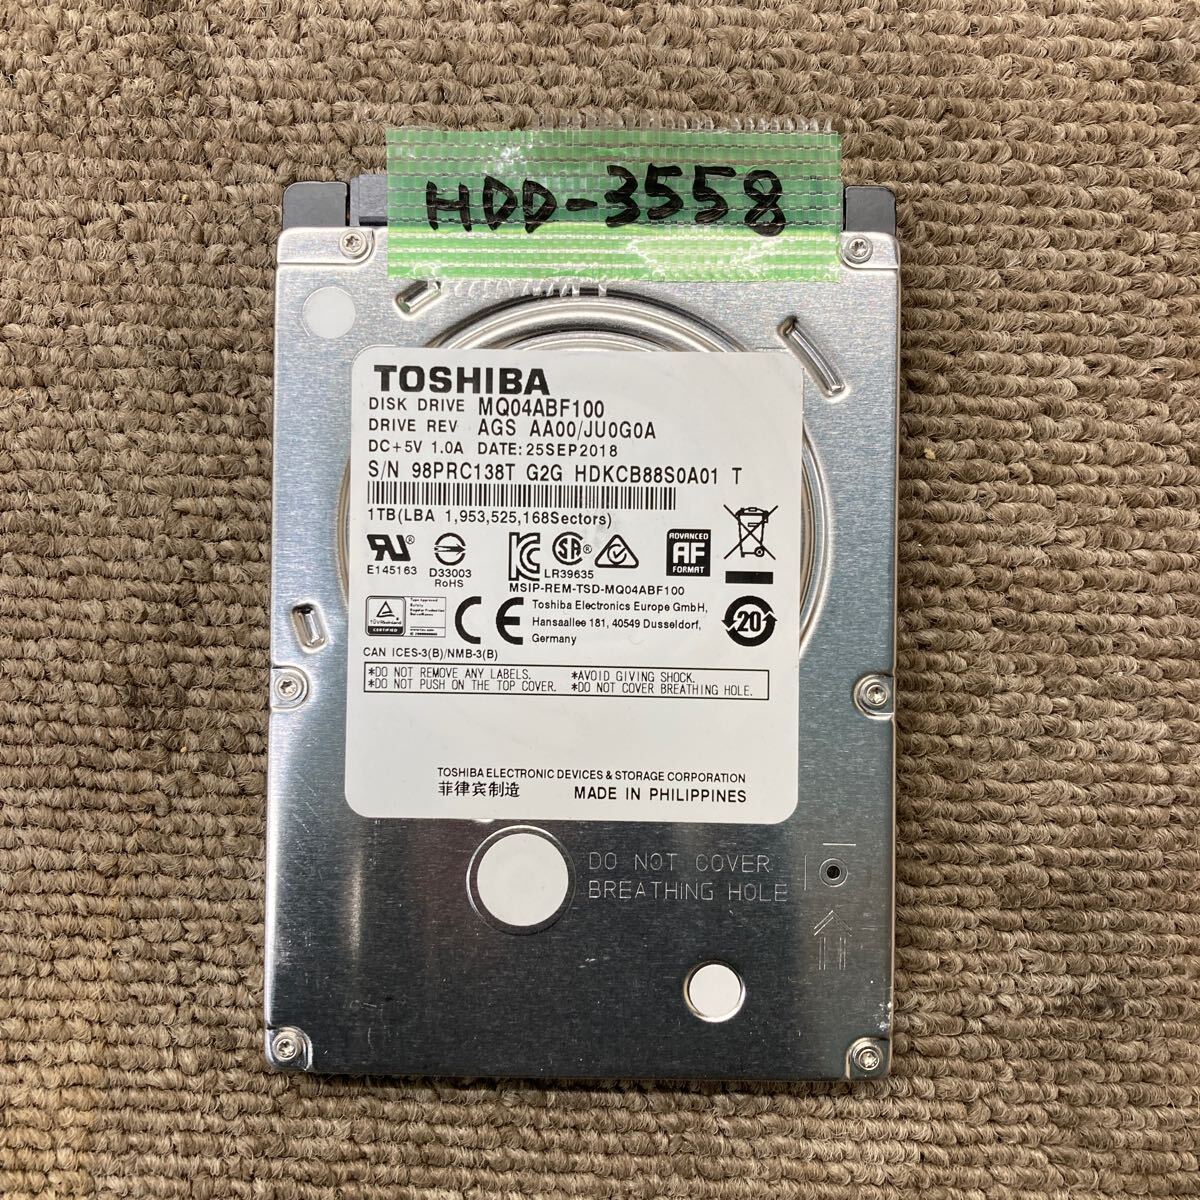 HDD-3558
TOSHIBA
DISK DRIVE MQ04ABF100
DRIVE REV AGS AA00/JU0G0A
DC+5V 1.0A DATE:25SEP2018
S/N 98PRC138T G2G HDKCB88S0A01 T
1TB(LBA 1,953,525,168Sectors)
E145163
D33003
RoHS
LR39635
MSIP-REM-TSD-MQ04ABF100
ADVANCED
AF
FORMAT
TÜVRheinland
CERTIFIED
CE
Toshiba Electronics Europe GmbH,
Hansaallee 181, 40549 Dusseldorf,
Germany
20
CAN ICES-3(B)/NMB-3(B)
*DO NOT REMOVE ANY LABELS. *AVOID GIVING SHOCK.
*DO NOT PUSH ON THE TOP COVER. *DO NOT COVER BREATHING HOLE.
TOSHIBA ELECTRONIC DEVICES & STORAGE CORPORATION
菲律宾制造 MADE IN PHILIPPINES
DO NOT COVER
BREATHING HOLE